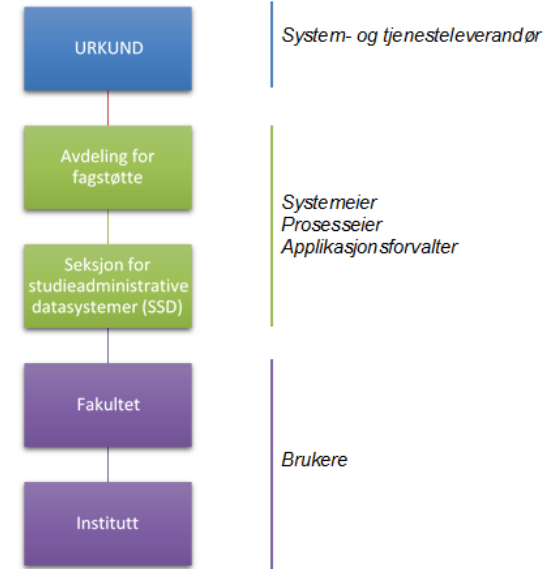 URKUND
System- og tjenesteleverandør
Avdeling for
fagstøtte
Systemeier
Prosesseier
Applikasjonsforvalter
Seksjon for
studieadministrative
datasystemer (SSD)
Fakultet
Brukere
Institutt